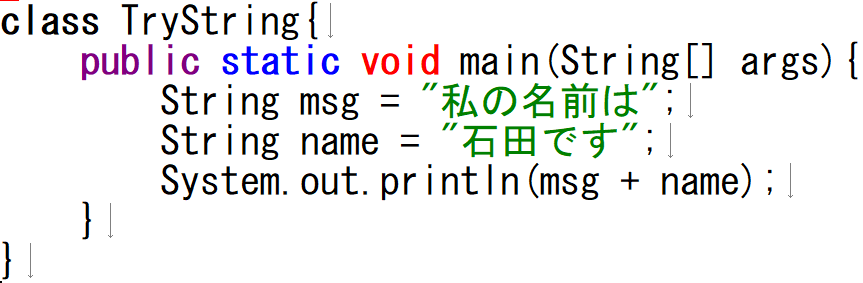 class TryString{↓
    public static void main(String[] args){
        String msg = "私の名前は";↓
        String name = "石田です";↓
        System.out.println(msg + name);↓
    }↓
}↓